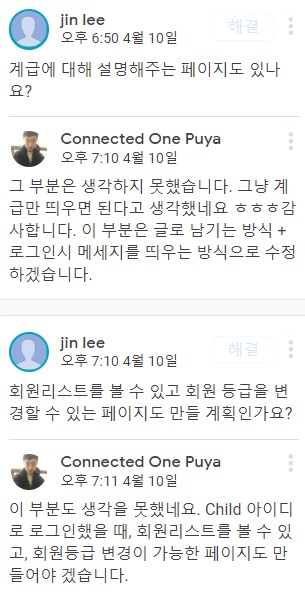 jin lee
해결
오후 6:50 4월 10일
계급에 대해 설명해주는 페이지도 있나
요?
Connected One Puya
오후 7:10 4월 10일
그 부분은 생각하지 못했습니다. 그냥 계
급만 띄우면 된다고 생각했네요 ㅎㅎㅎ감
사합니다. 이 부분은 글로 남기는 방식 +
로그인시 메세지를 띄우는 방식으로 수정
하겠습니다.
jin lee
해결
오후 7:10 4월 10일
회원리스트를 볼 수 있고 회원 등급을 변
경할 수 있는 페이지도 만들 계획인가요?
Connected One Puya
오후 7:11 4월 10일
이 부분도 생각을 못했네요. Child 아이디
로 로그인했을 때, 회원리스트를 볼 수 있
고, 회원등급 변경이 가능한 페이지도 만
들어야 겠습니다.